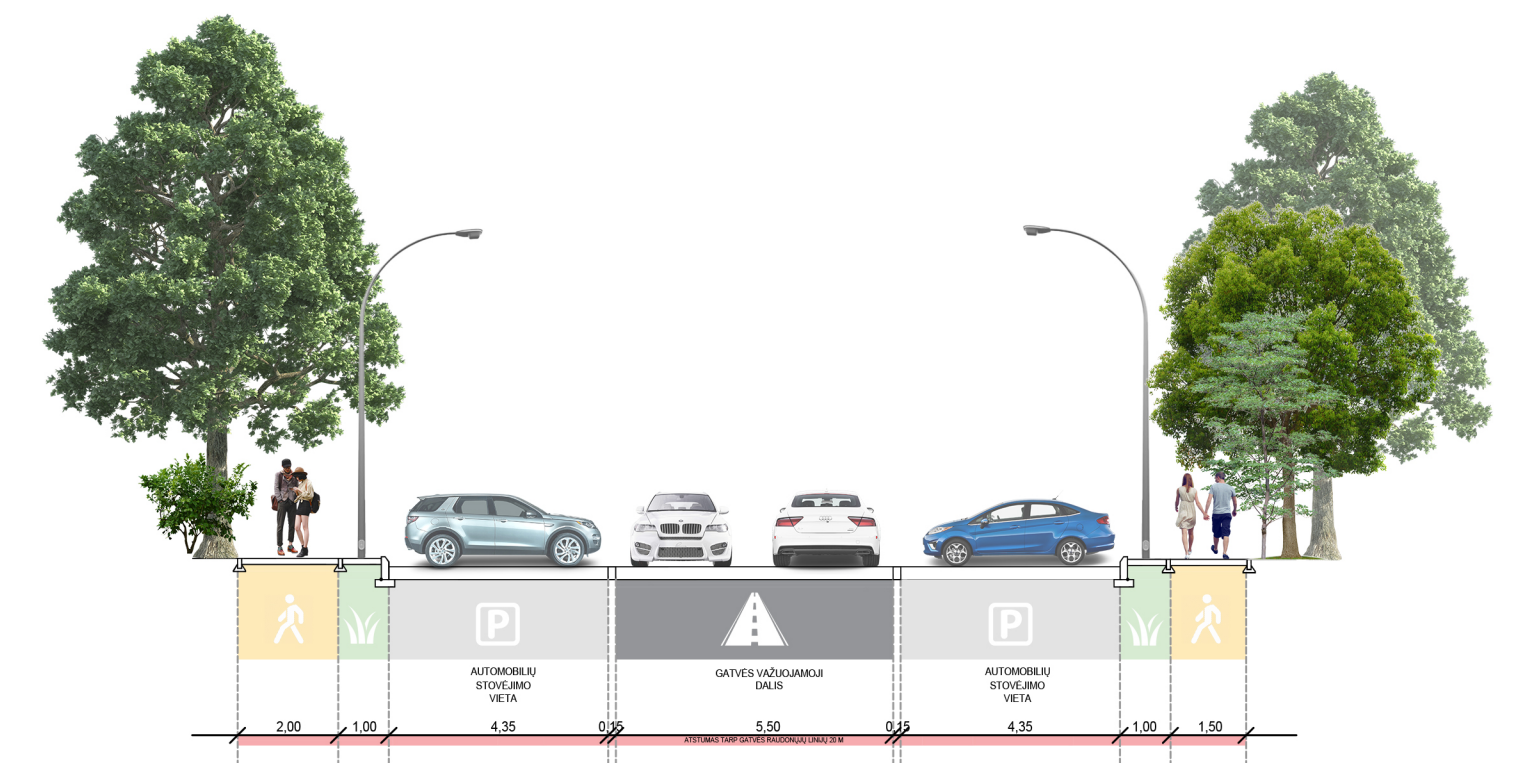 P
P
AUTOMOBILIŲ
STOVĖJIMO
VIETA
GATVĖS VAŽUOJAMOJI
DALIS
AUTOMOBILIŲ
STOVĖJIMO
VIETA
2,00 1,00 4,35 0,15 5,50 0,15 4,35 1,00 1,50
ATSTUMAS TARP GATVĖS RAUDONŲJŲ LINIJŲ 20 M